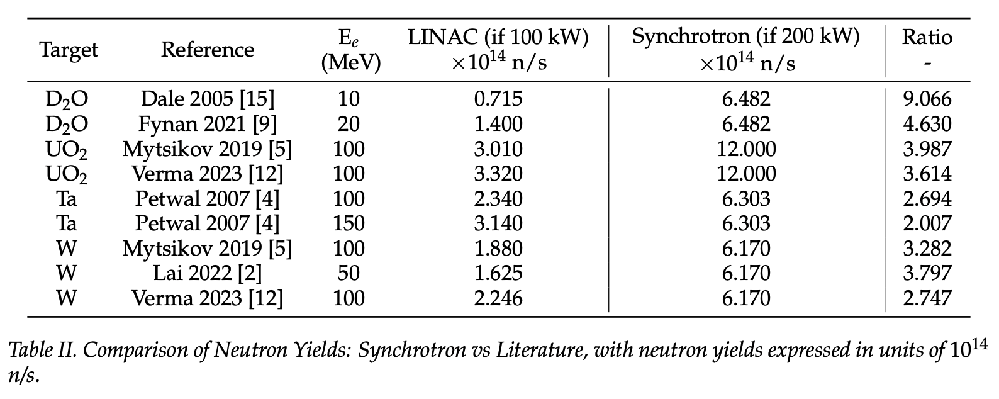 Target Reference E_e (MeV) LINAC (if 100 kW) ×10^14 n/s Synchrotron (if 200 kW) ×10^14 n/s Ratio -
D₂O Dale 2005 [15] 10 0.715 6.482 9.066
D₂O Fynan 2021 [9] 20 1.400 6.482 4.630
UO₂ Mytsikov 2019 [5] 100 3.010 12.000 3.987
UO₂ Verma 2023 [12] 100 3.320 12.000 3.614
Ta Petwal 2007 [4] 100 2.340 6.303 2.694
Ta Petwal 2007 [4] 150 3.140 6.303 2.007
W Mytsikov 2019 [5] 100 1.880 6.170 3.282
W Lai 2022 [2] 50 1.625 6.170 3.797
W Verma 2023 [12] 100 2.246 6.170 2.747
Table II. Comparison of Neutron Yields: Synchrotron vs Literature, with neutron yields expressed in units of 10^14
n/s.